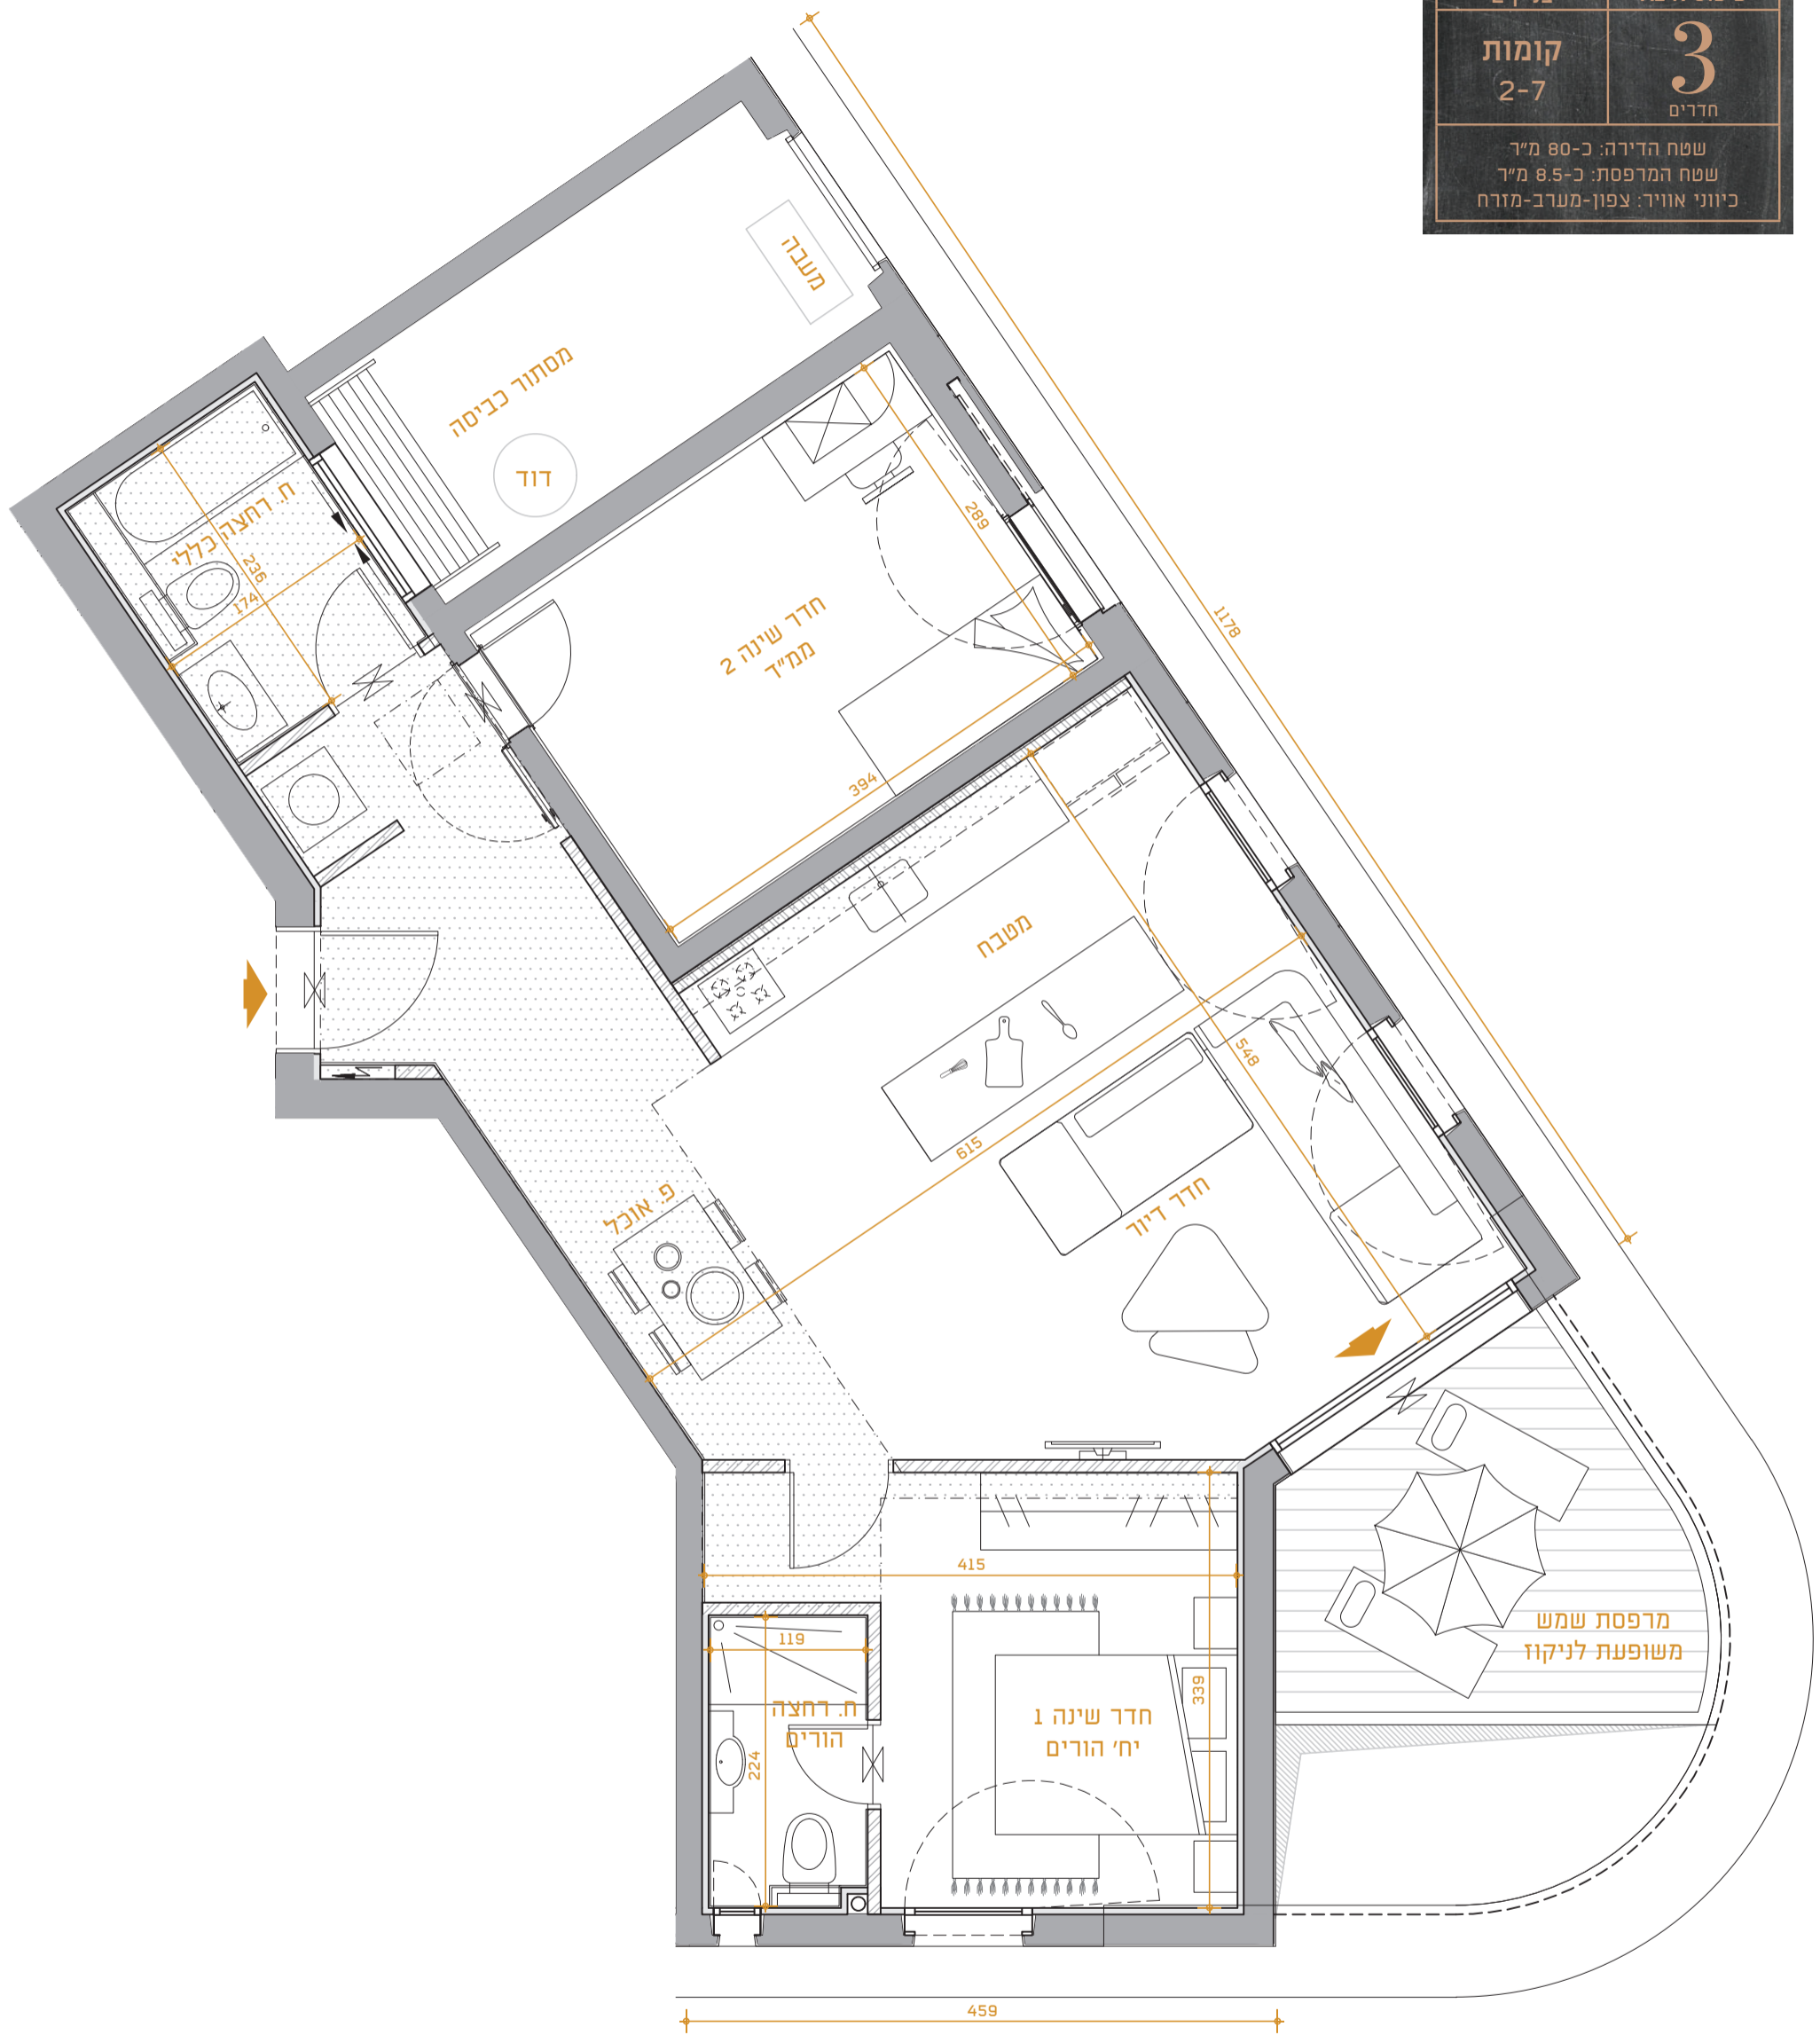 קומות
2-7
3
חדרים
שטח הדירה: כ-80 מ"ר
שטח המרפסת: כ-8.5 מ"ר
כיווני אוויר: צפון-מערב-מזרח
מעבה
מסתור כביסה
דוד
ח. רחצה כללי
236
174
289
חדר שינה 2
ממ"ד
394
1178
מטבח
548
615
חדר דיור
פ. אוכל
415
119
ח. רחצה
הורים
224
339
חדר שינה 1
יח' הורים
מרפסת שמש
משופעת לניקוז
459